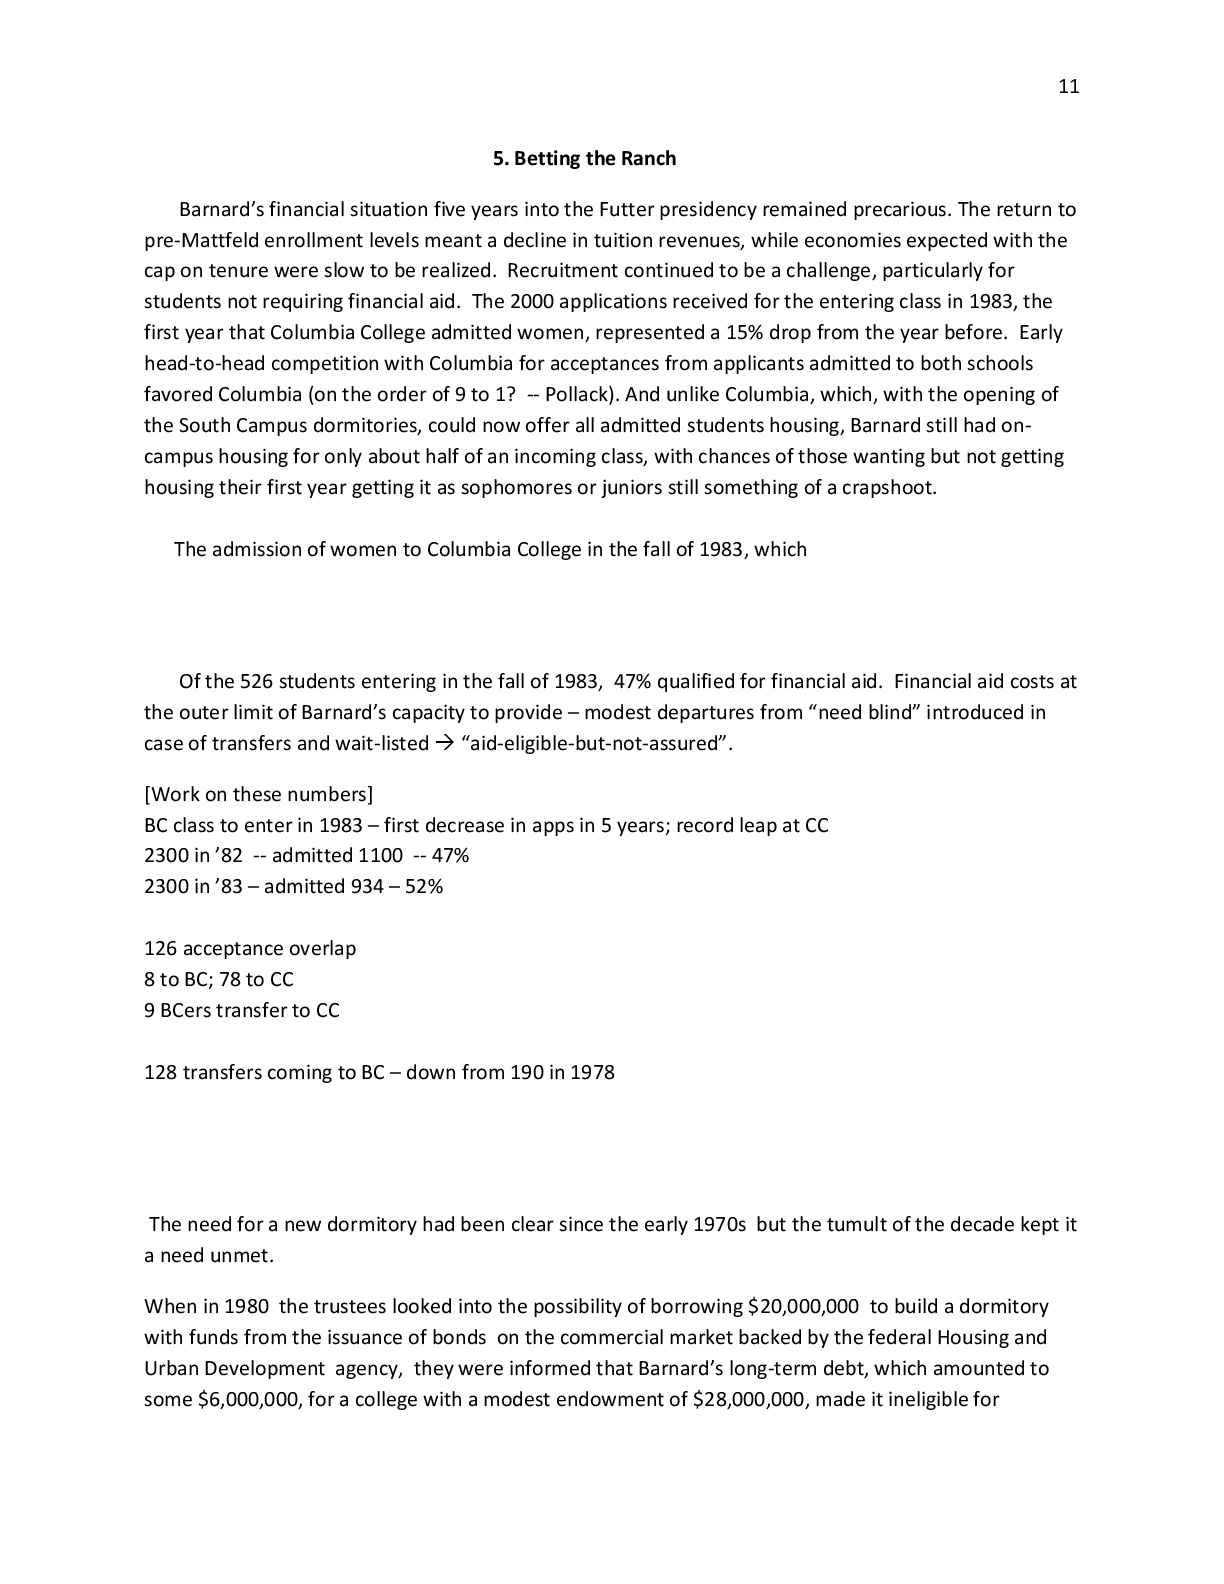 11
5. Betting the Ranch
Barnard’s financial situation five years into the Futter presidency remained precarious. The return to
pre-Mattfeld enrollment levels meant a decline in tuition revenues, while economies expected with the
cap on tenure were slow to be realized.  Recruitment continued to be a challenge, particularly for
students not requiring financial aid.  The 2000 applications received for the entering class in 1983, the
first year that Columbia College admitted women, represented a 15% drop from the year before.  Early
head-to-head competition with Columbia for acceptances from applicants admitted to both schools
favored Columbia (on the order of 9 to 1?  -- Pollack). And unlike Columbia, which, with the opening of
the South Campus dormitories, could now offer all admitted students housing, Barnard still had on-
campus housing for only about half of an incoming class, with chances of those wanting but not getting
housing their first year getting it as sophomores or juniors still something of a crapshoot.
The admission of women to Columbia College in the fall of 1983, which
Of the 526 students entering in the fall of 1983,  47% qualified for financial aid.  Financial aid costs at
the outer limit of Barnard’s capacity to provide – modest departures from “need blind” introduced in
case of transfers and wait-listed → “aid-eligible-but-not-assured”.
[Work on these numbers]
BC class to enter in 1983 – first decrease in apps in 5 years; record leap at CC
2300 in ’82  -- admitted 1100  -- 47%
2300 in ’83 – admitted 934 – 52%
126 acceptance overlap
8 to BC; 78 to CC
9 BCers transfer to CC
128 transfers coming to BC – down from 190 in 1978
The need for a new dormitory had been clear since the early 1970s  but the tumult of the decade kept it
a need unmet.
When in 1980  the trustees looked into the possibility of borrowing $20,000,000  to build a dormitory
with funds from the issuance of bonds  on the commercial market backed by the federal Housing and
Urban Development  agency,  they were informed that Barnard’s long-term debt, which amounted to
some $6,000,000, for a college with a modest endowment of $28,000,000, made it ineligible for